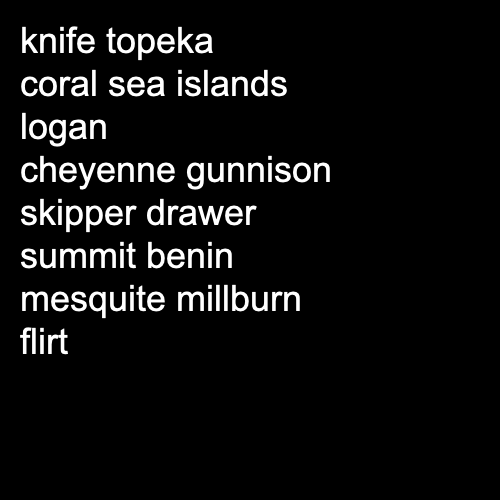 knife topeka
coral sea islands
logan
cheyenne gunnison
skipper drawer
summit benin
mesquite millburn
flirt